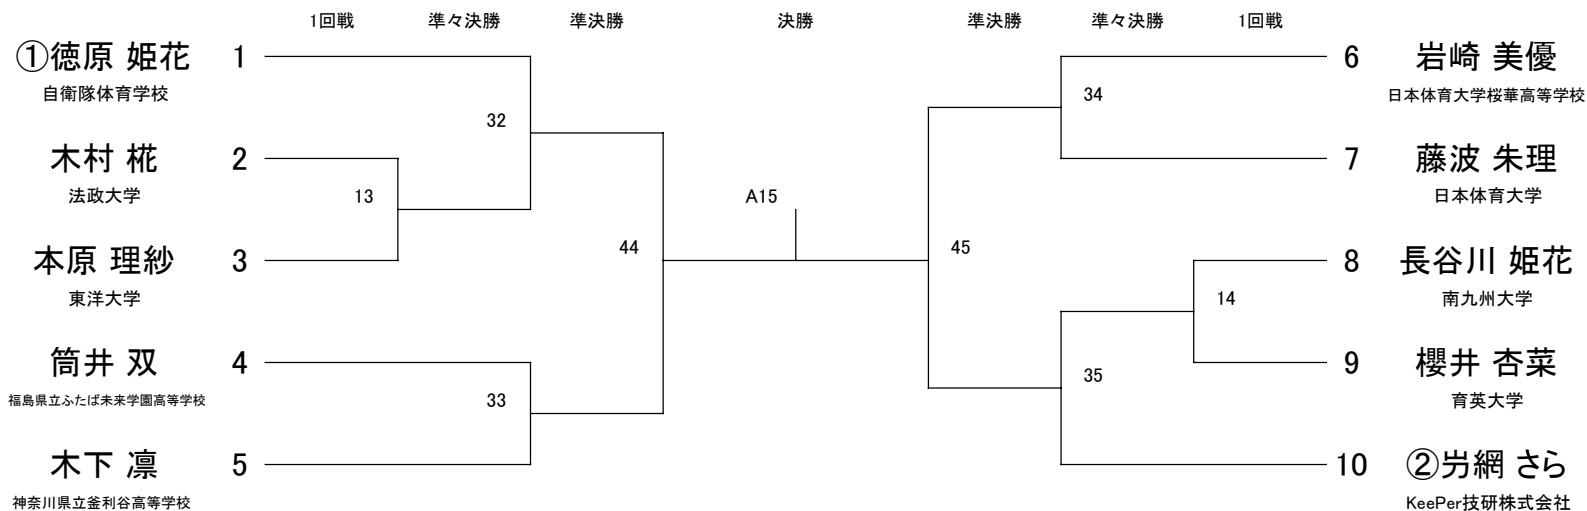 1回戦 準々決勝 準決勝 決勝 準決勝 準々決勝 1回戦
①徳原 姫花 1
自衛隊体育学校
木村 椛 2
法政大学
本原 理紗 3
東洋大学
筒井 双 4
福島県立ふたば未来学園高等学校
木下 凛 5
神奈川県立釜利谷高等学校
32
13
44
33
A15
34
45
14
35
6 岩崎 美優
日本体育大学桜華高等学校
7 藤波 朱理
日本体育大学
8 長谷川 姫花
南九州大学
9 櫻井 杏菜
育英大学
10 ②屶網 さら
KeePer技研株式会社